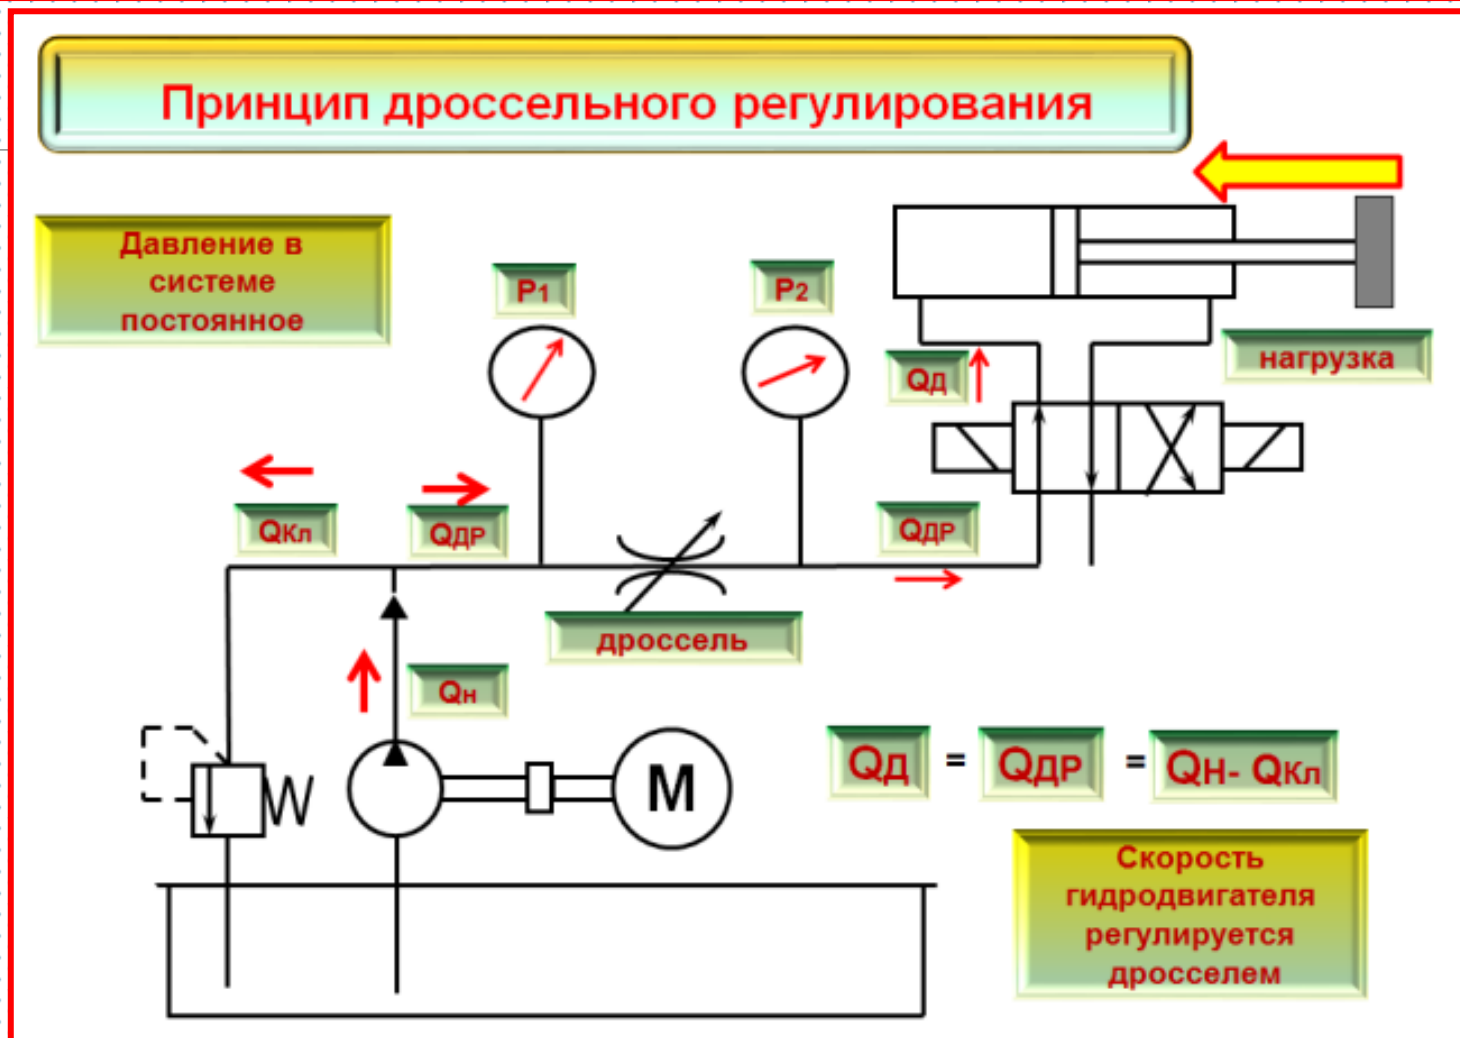 Принцип дроссельного регулирования
Давление в
системе
постоянное
P1
P2
QД
нагрузка
QКл
QДР
QДР
дроссель
Qн
M
QД = QДР = QН- QКл
Скорость
гидродвигателя
регулируется
дросселем